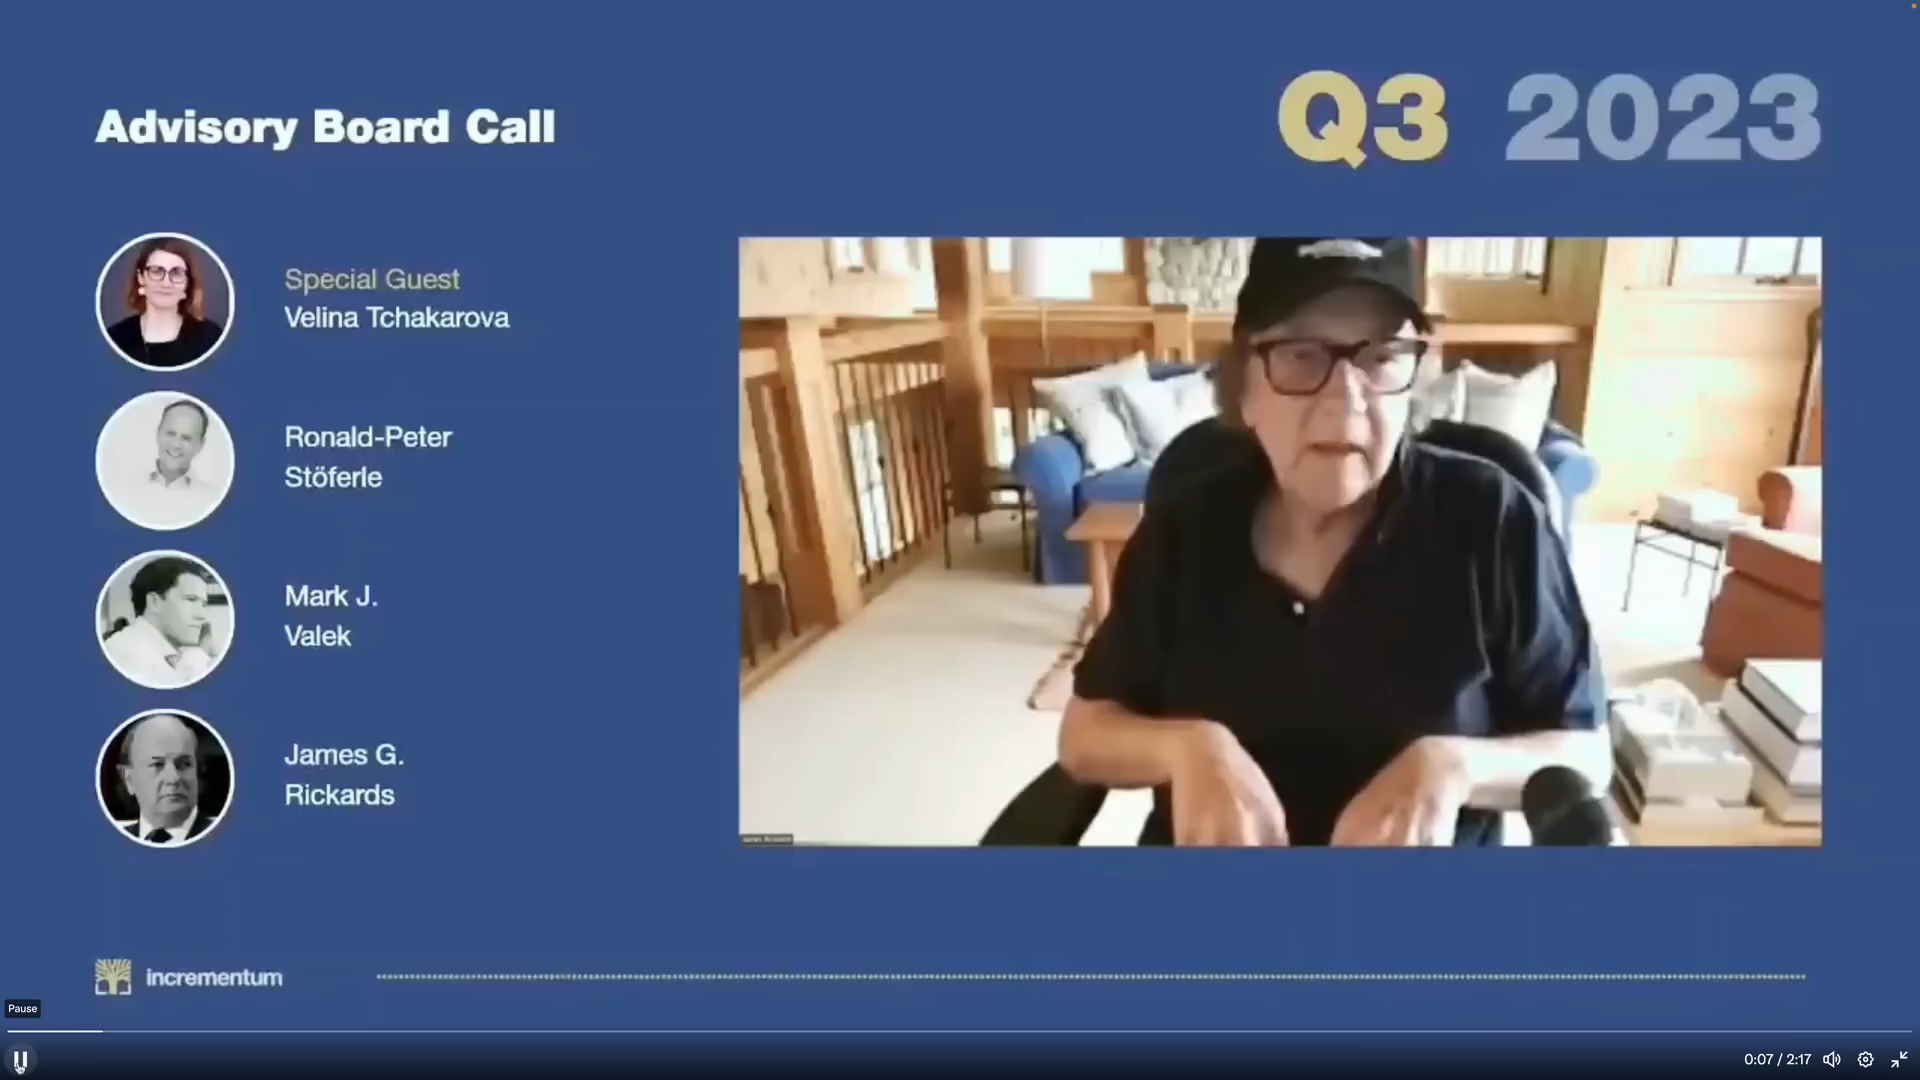 Advisory Board Call
Q3 2023
Special Guest
Velina Tchakarova
Ronald-Peter
Stöferle
Mark J.
Valek
James G.
Rickards
incrementum
Pause
0:07 / 2:17